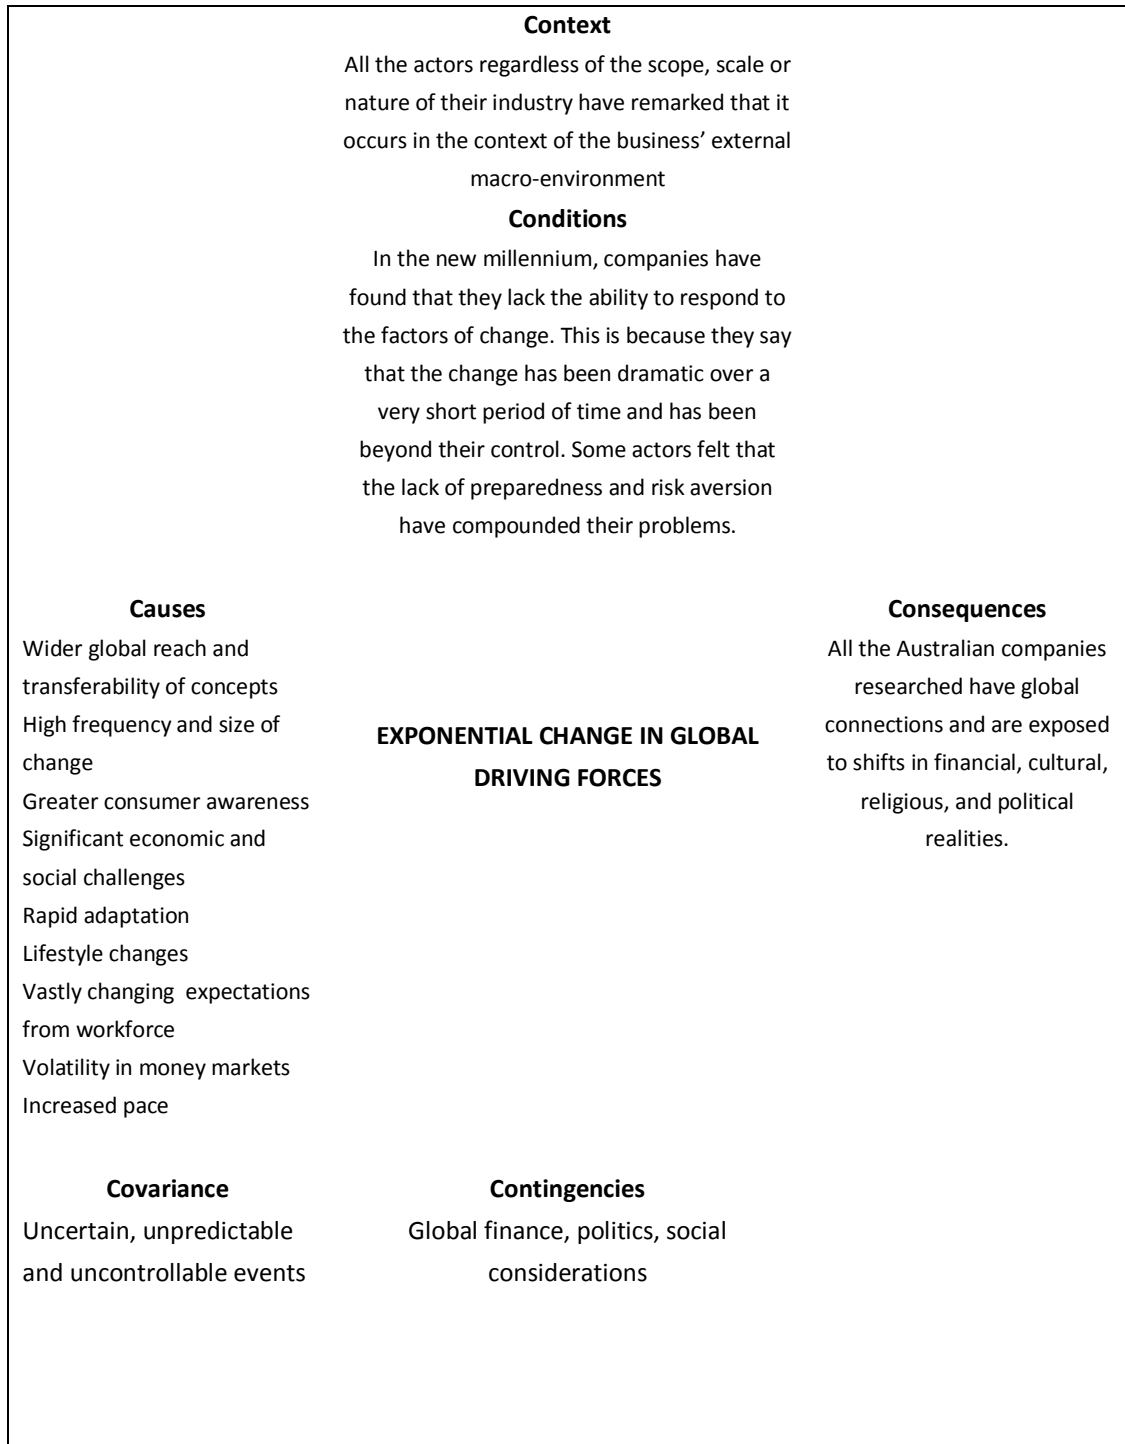 Context
All the actors regardless of the scope, scale or
nature of their industry have remarked that it
occurs in the context of the business’ external
macro-environment
Conditions
In the new millennium, companies have
found that they lack the ability to respond to
the factors of change. This is because they say
that the change has been dramatic over a
very short period of time and has been
beyond their control. Some actors felt that
the lack of preparedness and risk aversion
have compounded their problems.
Causes
Wider global reach and
transferability of concepts
High frequency and size of
change
Greater consumer awareness
Significant economic and
social challenges
Rapid adaptation
Lifestyle changes
Vastly changing  expectations
from workforce
Volatility in money markets
Increased pace
EXPONENTIAL CHANGE IN GLOBAL
DRIVING FORCES
Consequences
All the Australian companies
researched have global
connections and are exposed
to shifts in financial, cultural,
religious, and political
realities.
Covariance
Uncertain, unpredictable
and uncontrollable events
Contingencies
Global finance, politics, social
considerations